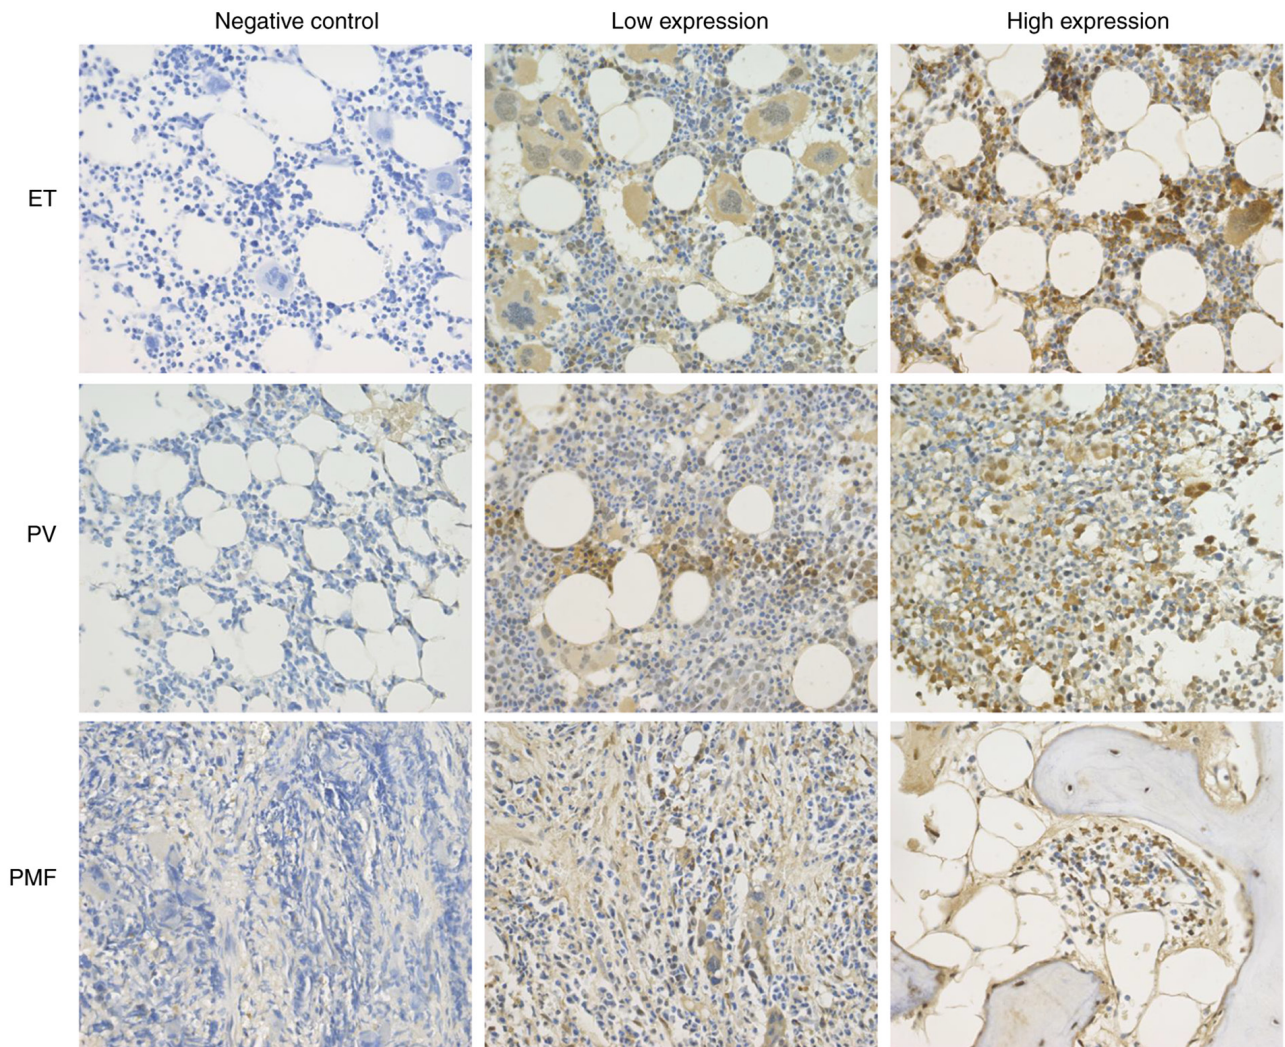 Negative control
Low expression
High expression
ET
PV
PMF